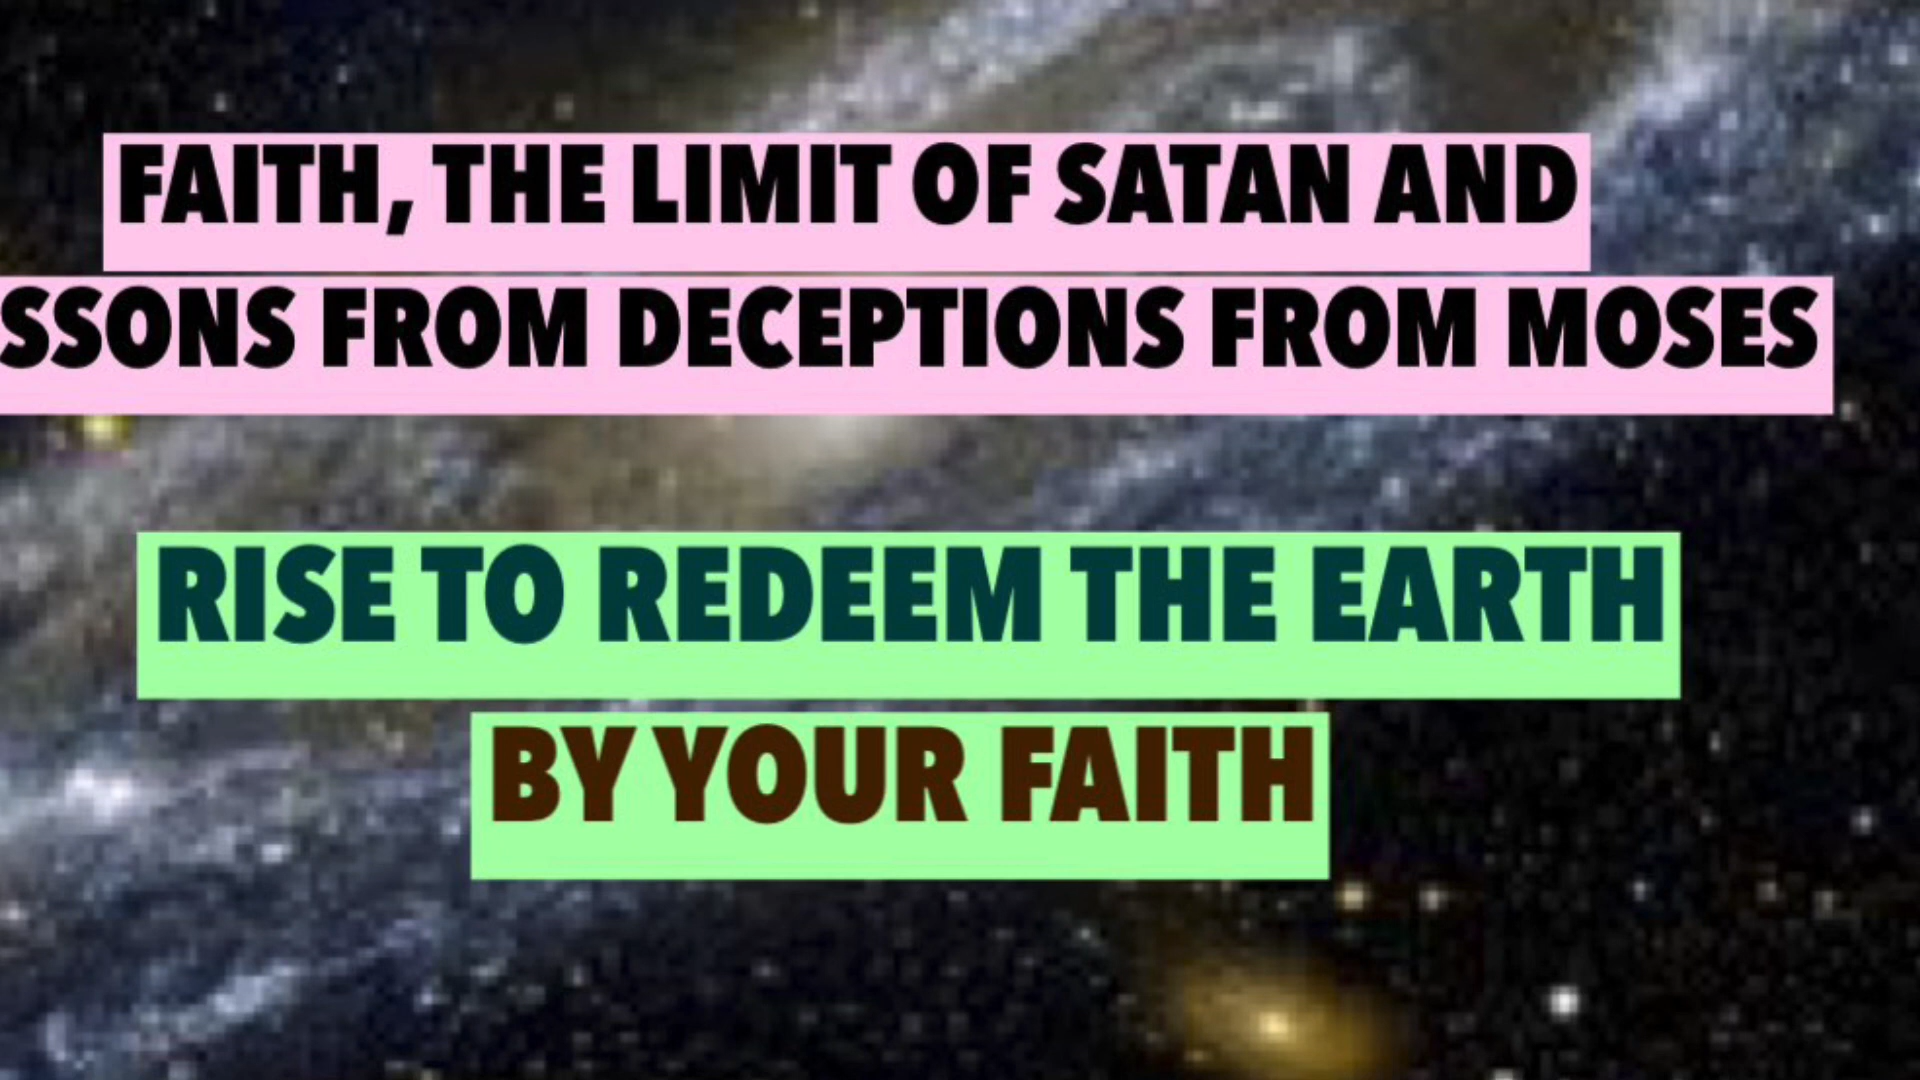 FAITH, THE LIMIT OF SATAN AND
SSONS FROM DECEPTIONS FROM MOSES
RISE TO REDEEM THE EARTH
BY YOUR FAITH